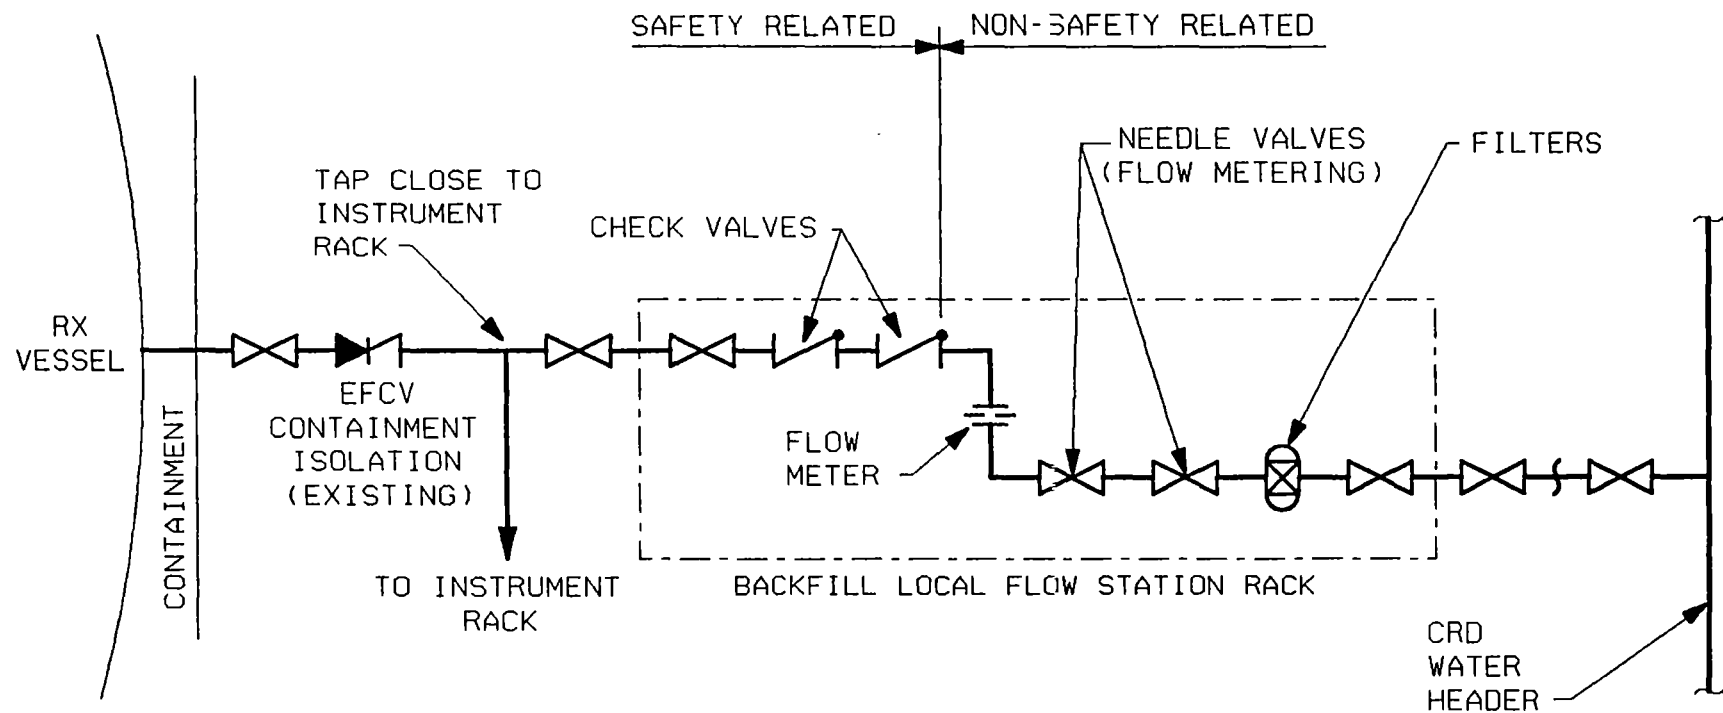 SAFETY RELATED
NON-SAFETY RELATED
NEEDLE VALVES
(FLOW METERING)
FILTERS
TAP CLOSE TO
INSTRUMENT
RACK
CHECK VALVES
RX
VESSEL
EFCV
CONTAINMENT
ISOLATION
(EXISTING)
CONTAINMENT
FLOW
METER
TO INSTRUMENT
RACK
BACKFILL LOCAL FLOW STATION RACK
CRD
WATER
HEADER